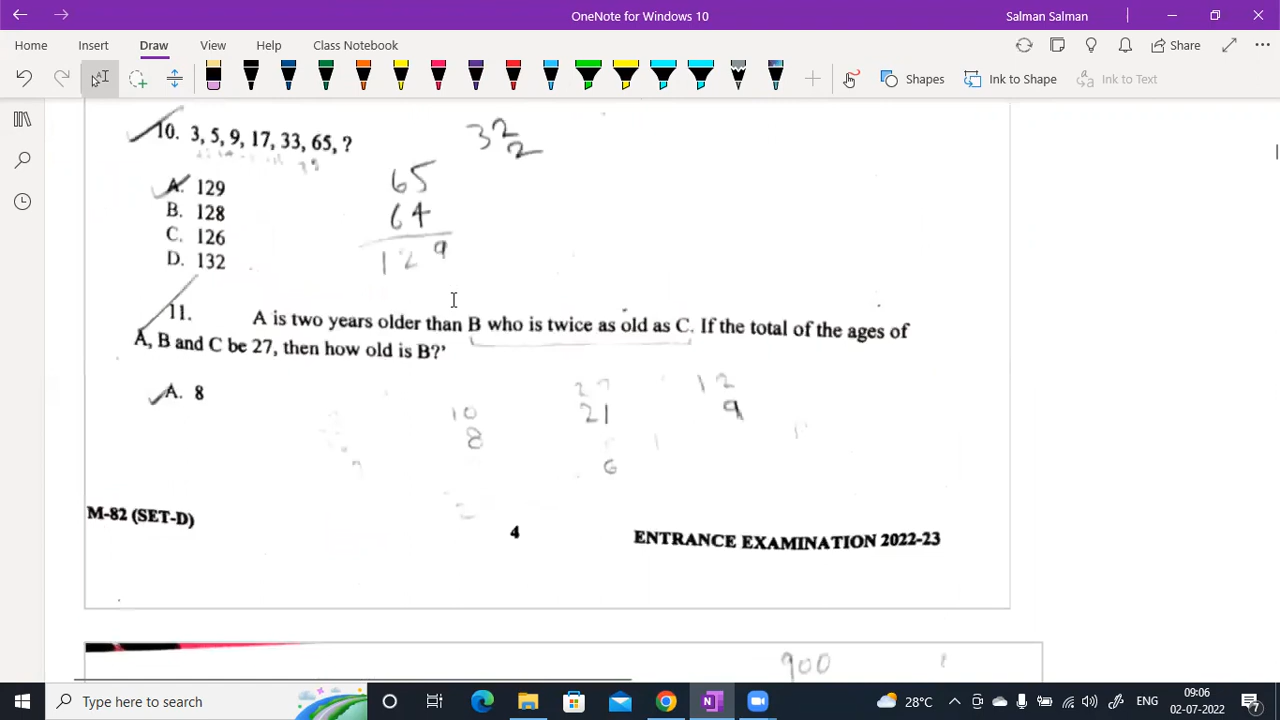 OneNote for Windows 10
Salman Salman
Home Insert Draw View Help Class Notebook Share
Shapes Ink to Shape Ink to Text
10. 3, 5, 9, 17, 33, 65, ?
32
2
A. 129
B. 128
C. 126
D. 132
65
64
129
11. A is two years older than B who is twice as old as C. If the total of the ages of
A, B and C be 27, then how old is B?'
A. 8
10
8
27
21
6
12
9
M-82 (SET-D)
4
ENTRANCE EXAMINATION 2022-23
900
Type here to search
28°C
ENG
09:06
02-07-2022
7